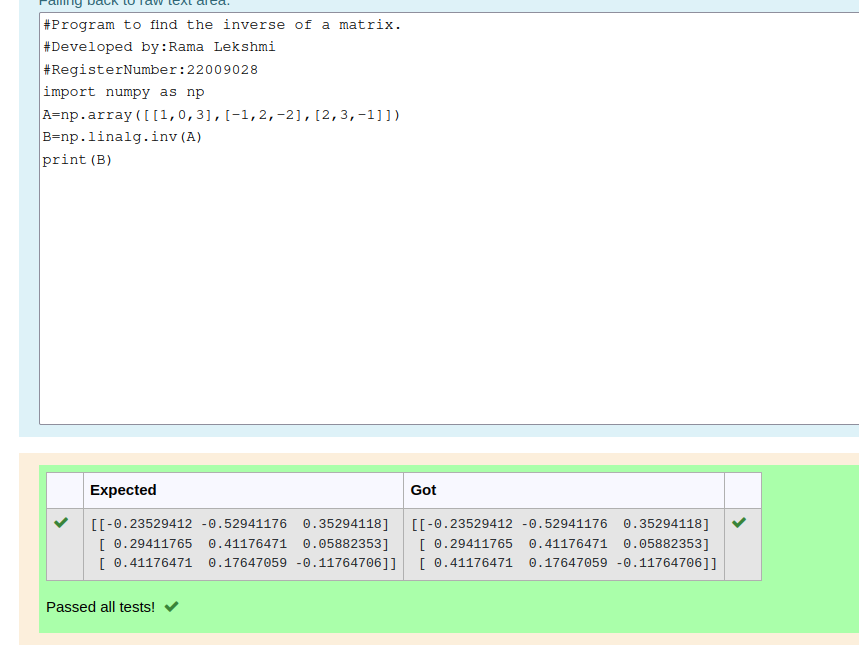 Falling back to raw text area.
#Program to find the inverse of a matrix.
#Developed by:Rama Lekshmi
#RegisterNumber:22009028
import numpy as np
A=np.array([[1,0,3],[-1,2,-2],[2,3,-1]])
B=np.linalg.inv(A)
print(B)
Expected Got
[[-0.23529412 -0.52941176  0.35294118] [[-0.23529412 -0.52941176  0.35294118]
[ 0.29411765  0.41176471  0.05882353] [ 0.29411765  0.41176471  0.05882353]
[ 0.41176471  0.17647059 -0.11764706]] [ 0.41176471  0.17647059 -0.11764706]]
Passed all tests!